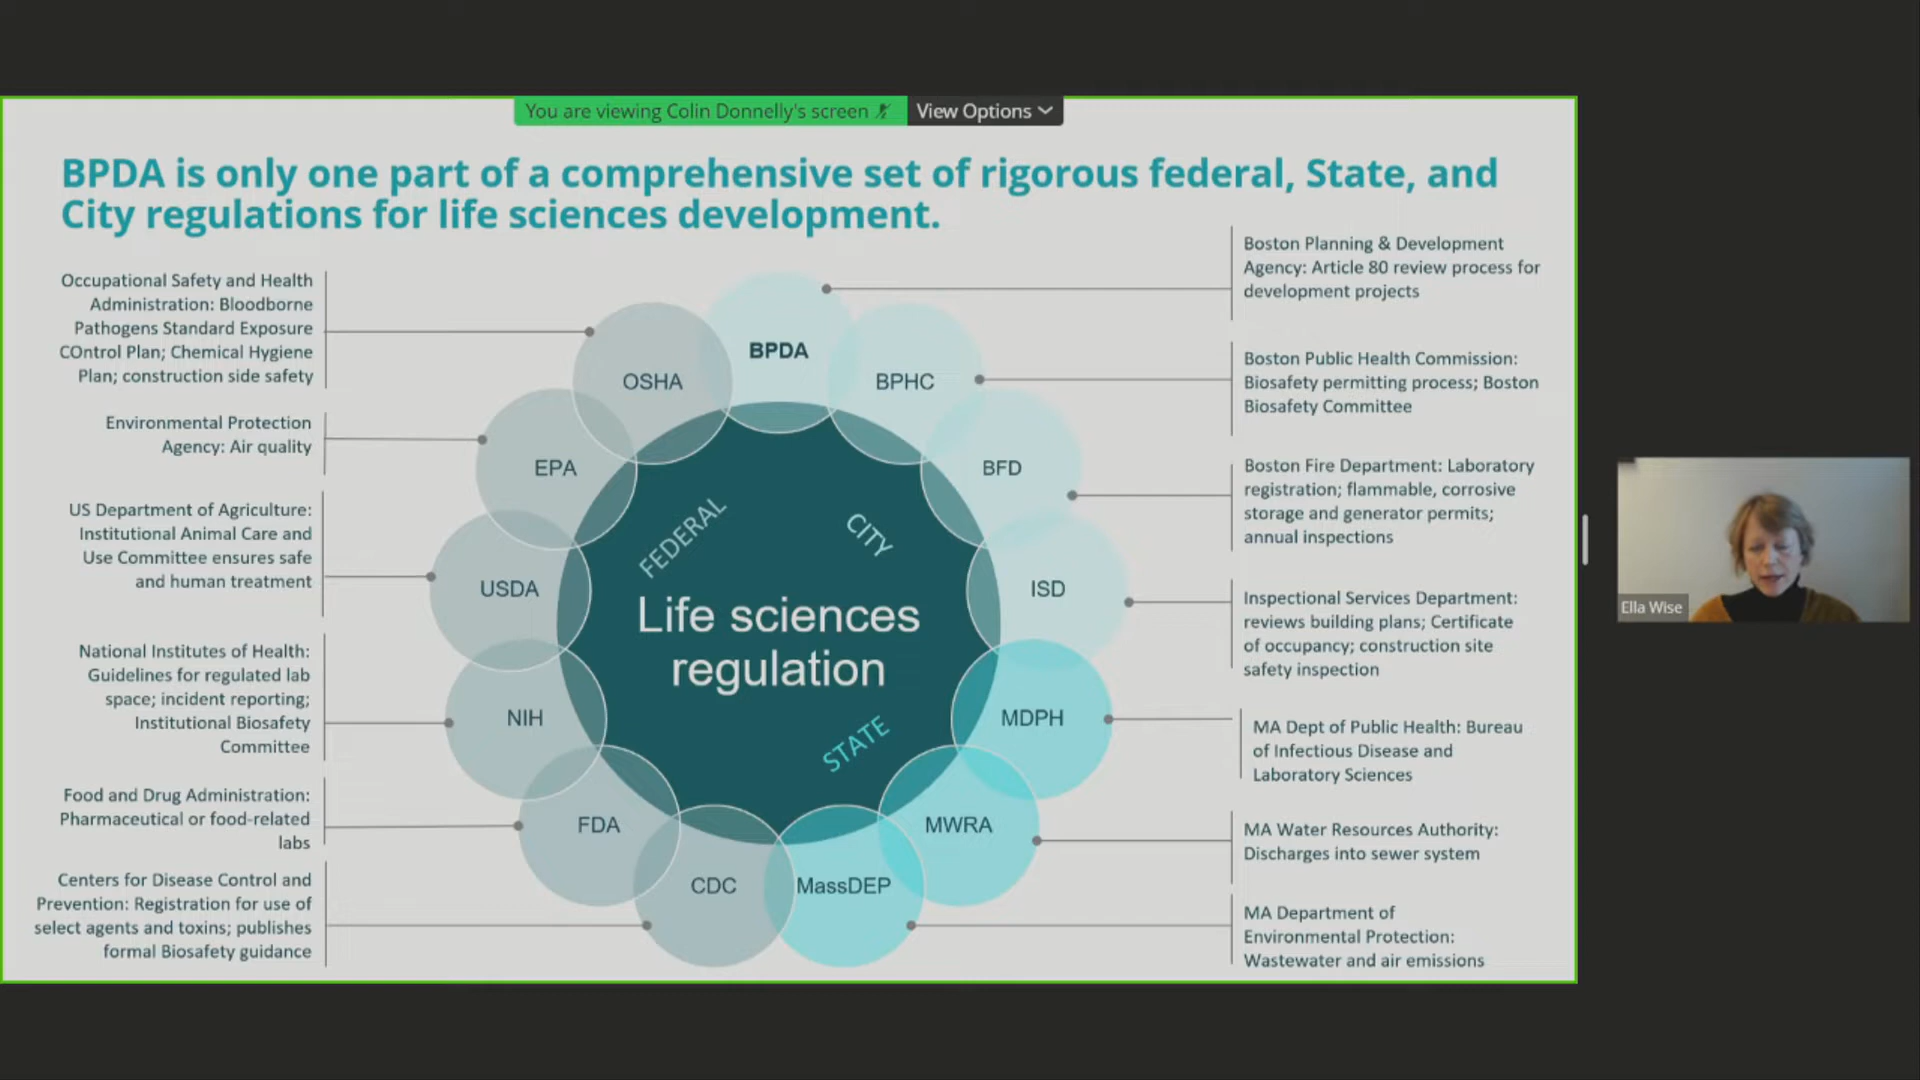 You are viewing Colin Donnelly's screen
View Options
BPDA is only one part of a comprehensive set of rigorous federal, State, and
City regulations for life sciences development.
Occupational Safety and Health
Administration: Bloodborne
Pathogens Standard Exposure
COntrol Plan; Chemical Hygiene
Plan; construction side safety
Environmental Protection
Agency: Air quality
US Department of Agriculture:
Institutional Animal Care and
Use Committee ensures safe
and human treatment
National Institutes of Health:
Guidelines for regulated lab
space; incident reporting;
Institutional Biosafety
Committee
Food and Drug Administration:
Pharmaceutical or food-related
labs
Centers for Disease Control and
Prevention: Registration for use of
select agents and toxins; publishes
formal Biosafety guidance
BPDA
OSHA
BPHC
EPA
BFD
USDA
ISD
NIH
MDPH
FDA
MWRA
CDC
MassDEP
FEDERAL
CITY
Life sciences
regulation
STATE
Boston Planning & Development
Agency: Article 80 review process for
development projects
Boston Public Health Commission:
Biosafety permitting process; Boston
Biosafety Committee
Boston Fire Department: Laboratory
registration; flammable, corrosive
storage and generator permits;
annual inspections
Inspectional Services Department:
reviews building plans; Certificate
of occupancy; construction site
safety inspection
MA Dept of Public Health: Bureau
of Infectious Disease and
Laboratory Sciences
MA Water Resources Authority:
Discharges into sewer system
MA Department of
Environmental Protection:
Wastewater and air emissions
Ella Wise